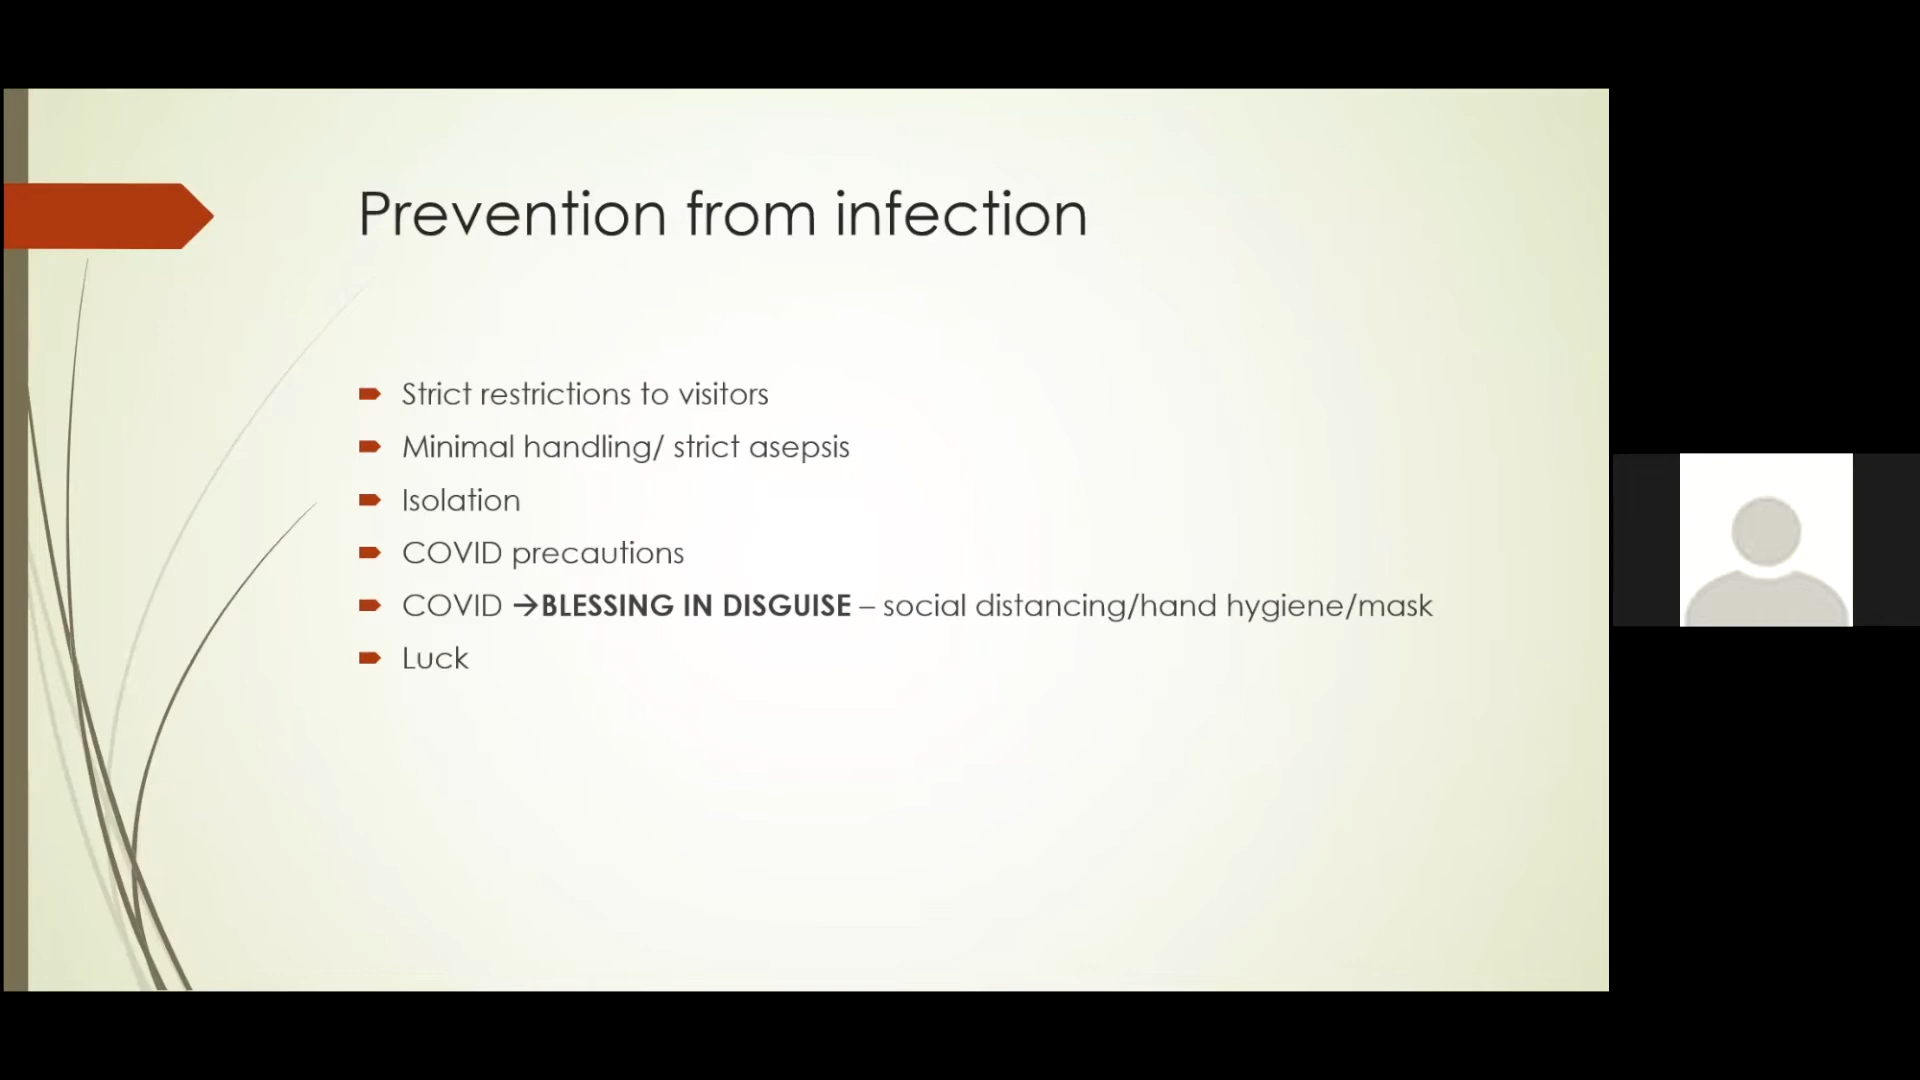 Prevention from infection
Strict restrictions to visitors
Minimal handling/ strict asepsis
Isolation
COVID precautions
COVID →BLESSING IN DISGUISE – social distancing/hand hygiene/mask
Luck